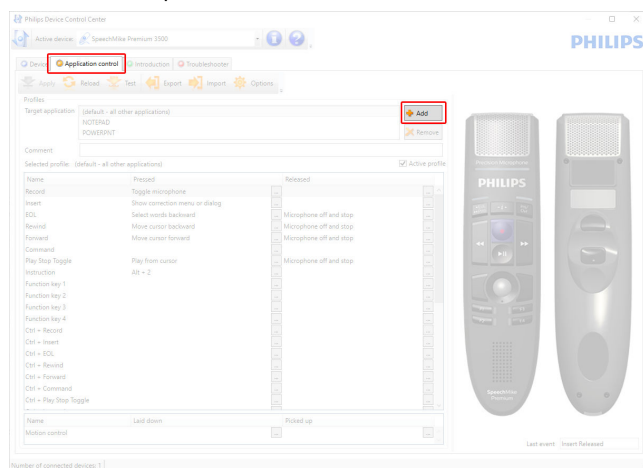 Philips Device Control Center
Active device: SpeechMike Premium 3500
PHILIPS
Device Application control Introduction Troubleshooter
Apply Reload Test Export Import Options
Profiles
Target application (default - all other applications)
NOTEPAD
POWERPNT
Add
Remove
Comment:
Selected profile: (default - all other applications) Active profile
Name Pressed Released
Record Toggle microphone ... ...
Insert Show correction menu or dialog ... ...
EOL Select words backward ... Microphone off and stop ...
Rewind Move cursor backward ... Microphone off and stop ...
Forward Move cursor forward ... Microphone off and stop ...
Command ... ...
Play Stop Toggle Play from cursor ... Microphone off and stop ...
Instruction Alt + Z ... ...
Function key 1 ... ...
Function key 2 ... ...
Function key 3 ... ...
Function key 4 ... ...
Ctrl + Record ... ...
Ctrl + Insert ... ...
Ctrl + EOL ... ...
Ctrl + Rewind ... ...
Ctrl + Forward ... ...
Ctrl + Command ... ...
Ctrl + Play Stop Toggle ... ...
Name Laid down Picked up
Motion control ... ...
PHILIPS
SpeechMike
Premium
Last event Insert Released
Number of connected devices: 1